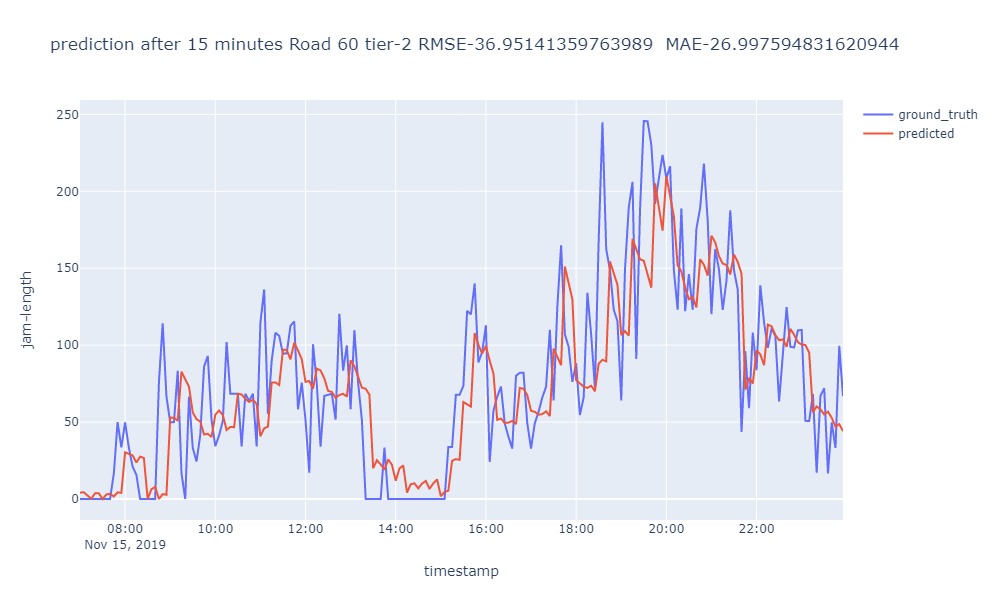 prediction after 15 minutes Road 60 tier-2 RMSE-36.95141359763989  MAE-26.997594831620944
ground_truth
predicted
250
200
150
100
50
0
jam-length
08:00 10:00 12:00 14:00 16:00 18:00 20:00 22:00
Nov 15, 2019
timestamp